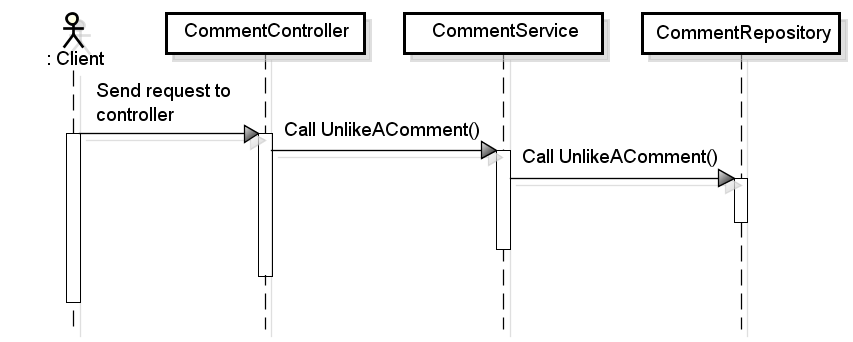 CommentController
CommentService
CommentRepository
: Client
Send request to
controller
Call UnlikeAComment()
Call UnlikeAComment()